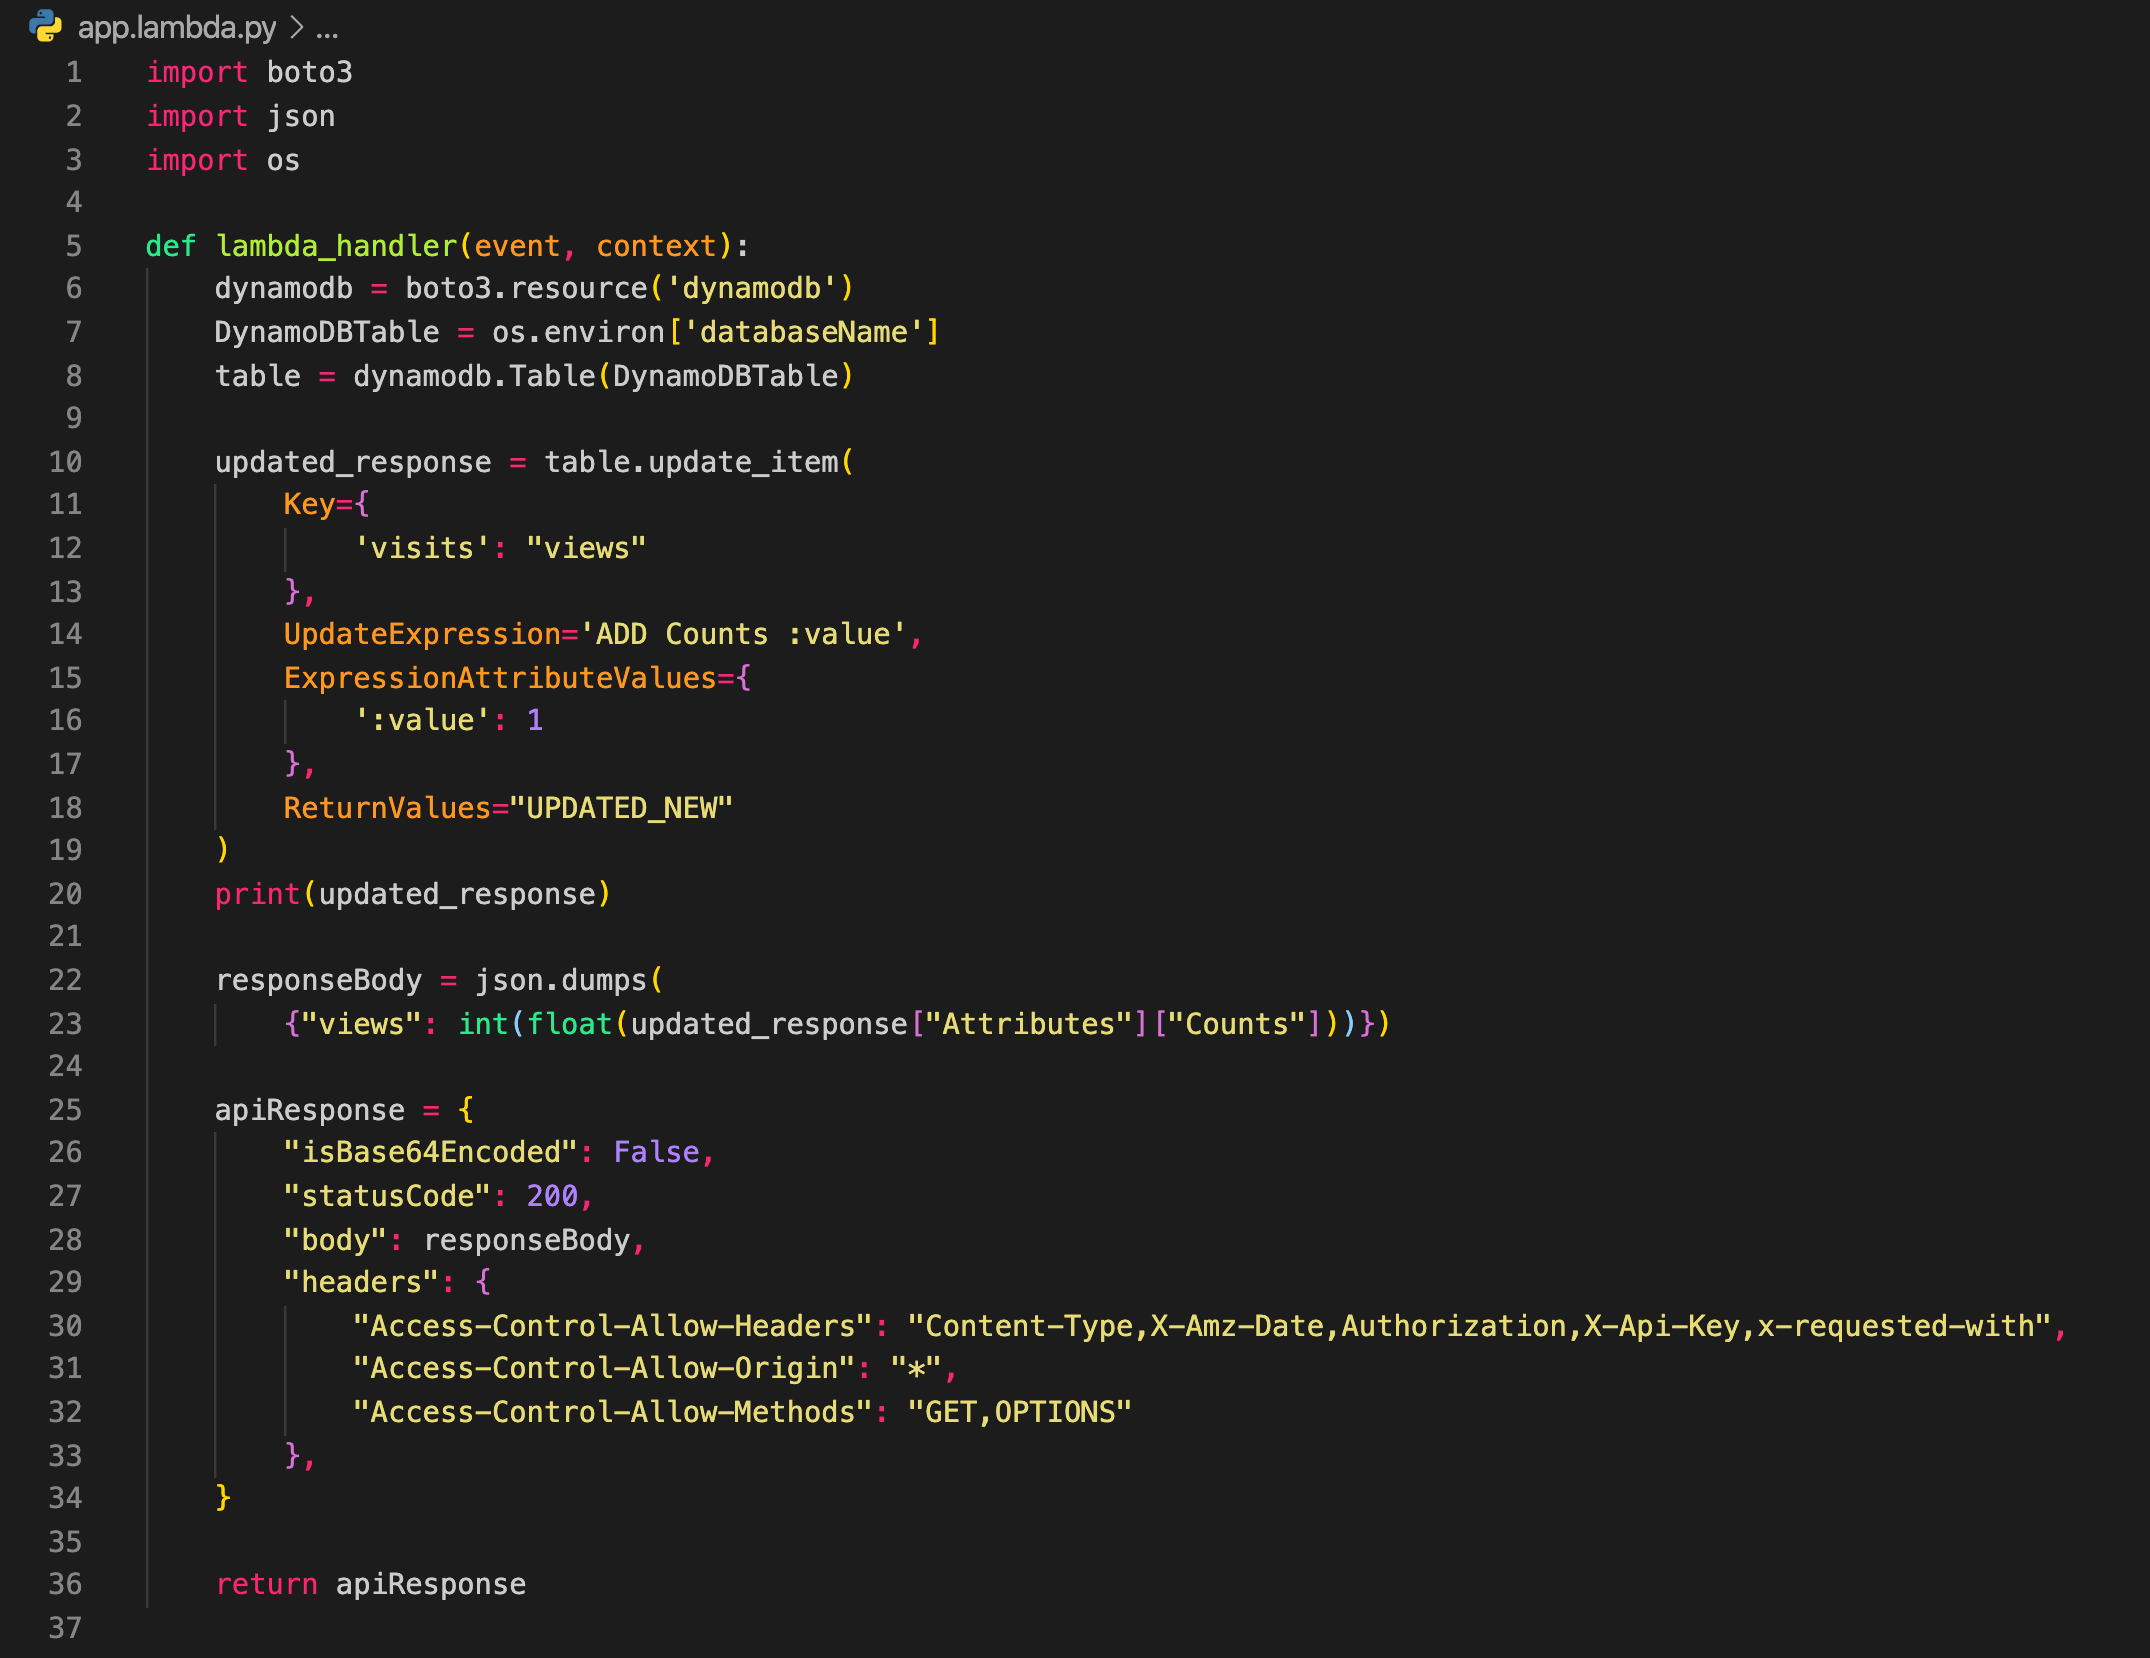 app.lambda.py > ...
1 import boto3
2 import json
3 import os
4
5 def lambda_handler(event, context):
6     dynamodb = boto3.resource('dynamodb')
7     DynamoDBTable = os.environ['databaseName']
8     table = dynamodb.Table(DynamoDBTable)
9
10     updated_response = table.update_item(
11         Key={
12             'visits': "views"
13         },
14         UpdateExpression='ADD Counts :value',
15         ExpressionAttributeValues={
16             ':value': 1
17         },
18         ReturnValues="UPDATED_NEW"
19     )
20     print(updated_response)
21
22     responseBody = json.dumps(
23         {"views": int(float(updated_response["Attributes"]["Counts"]))})
24
25     apiResponse = {
26         "isBase64Encoded": False,
27         "statusCode": 200,
28         "body": responseBody,
29         "headers": {
30             "Access-Control-Allow-Headers": "Content-Type,X-Amz-Date,Authorization,X-Api-Key,x-requested-with",
31             "Access-Control-Allow-Origin": "*",
32             "Access-Control-Allow-Methods": "GET,OPTIONS"
33         },
34     }
35
36     return apiResponse
37